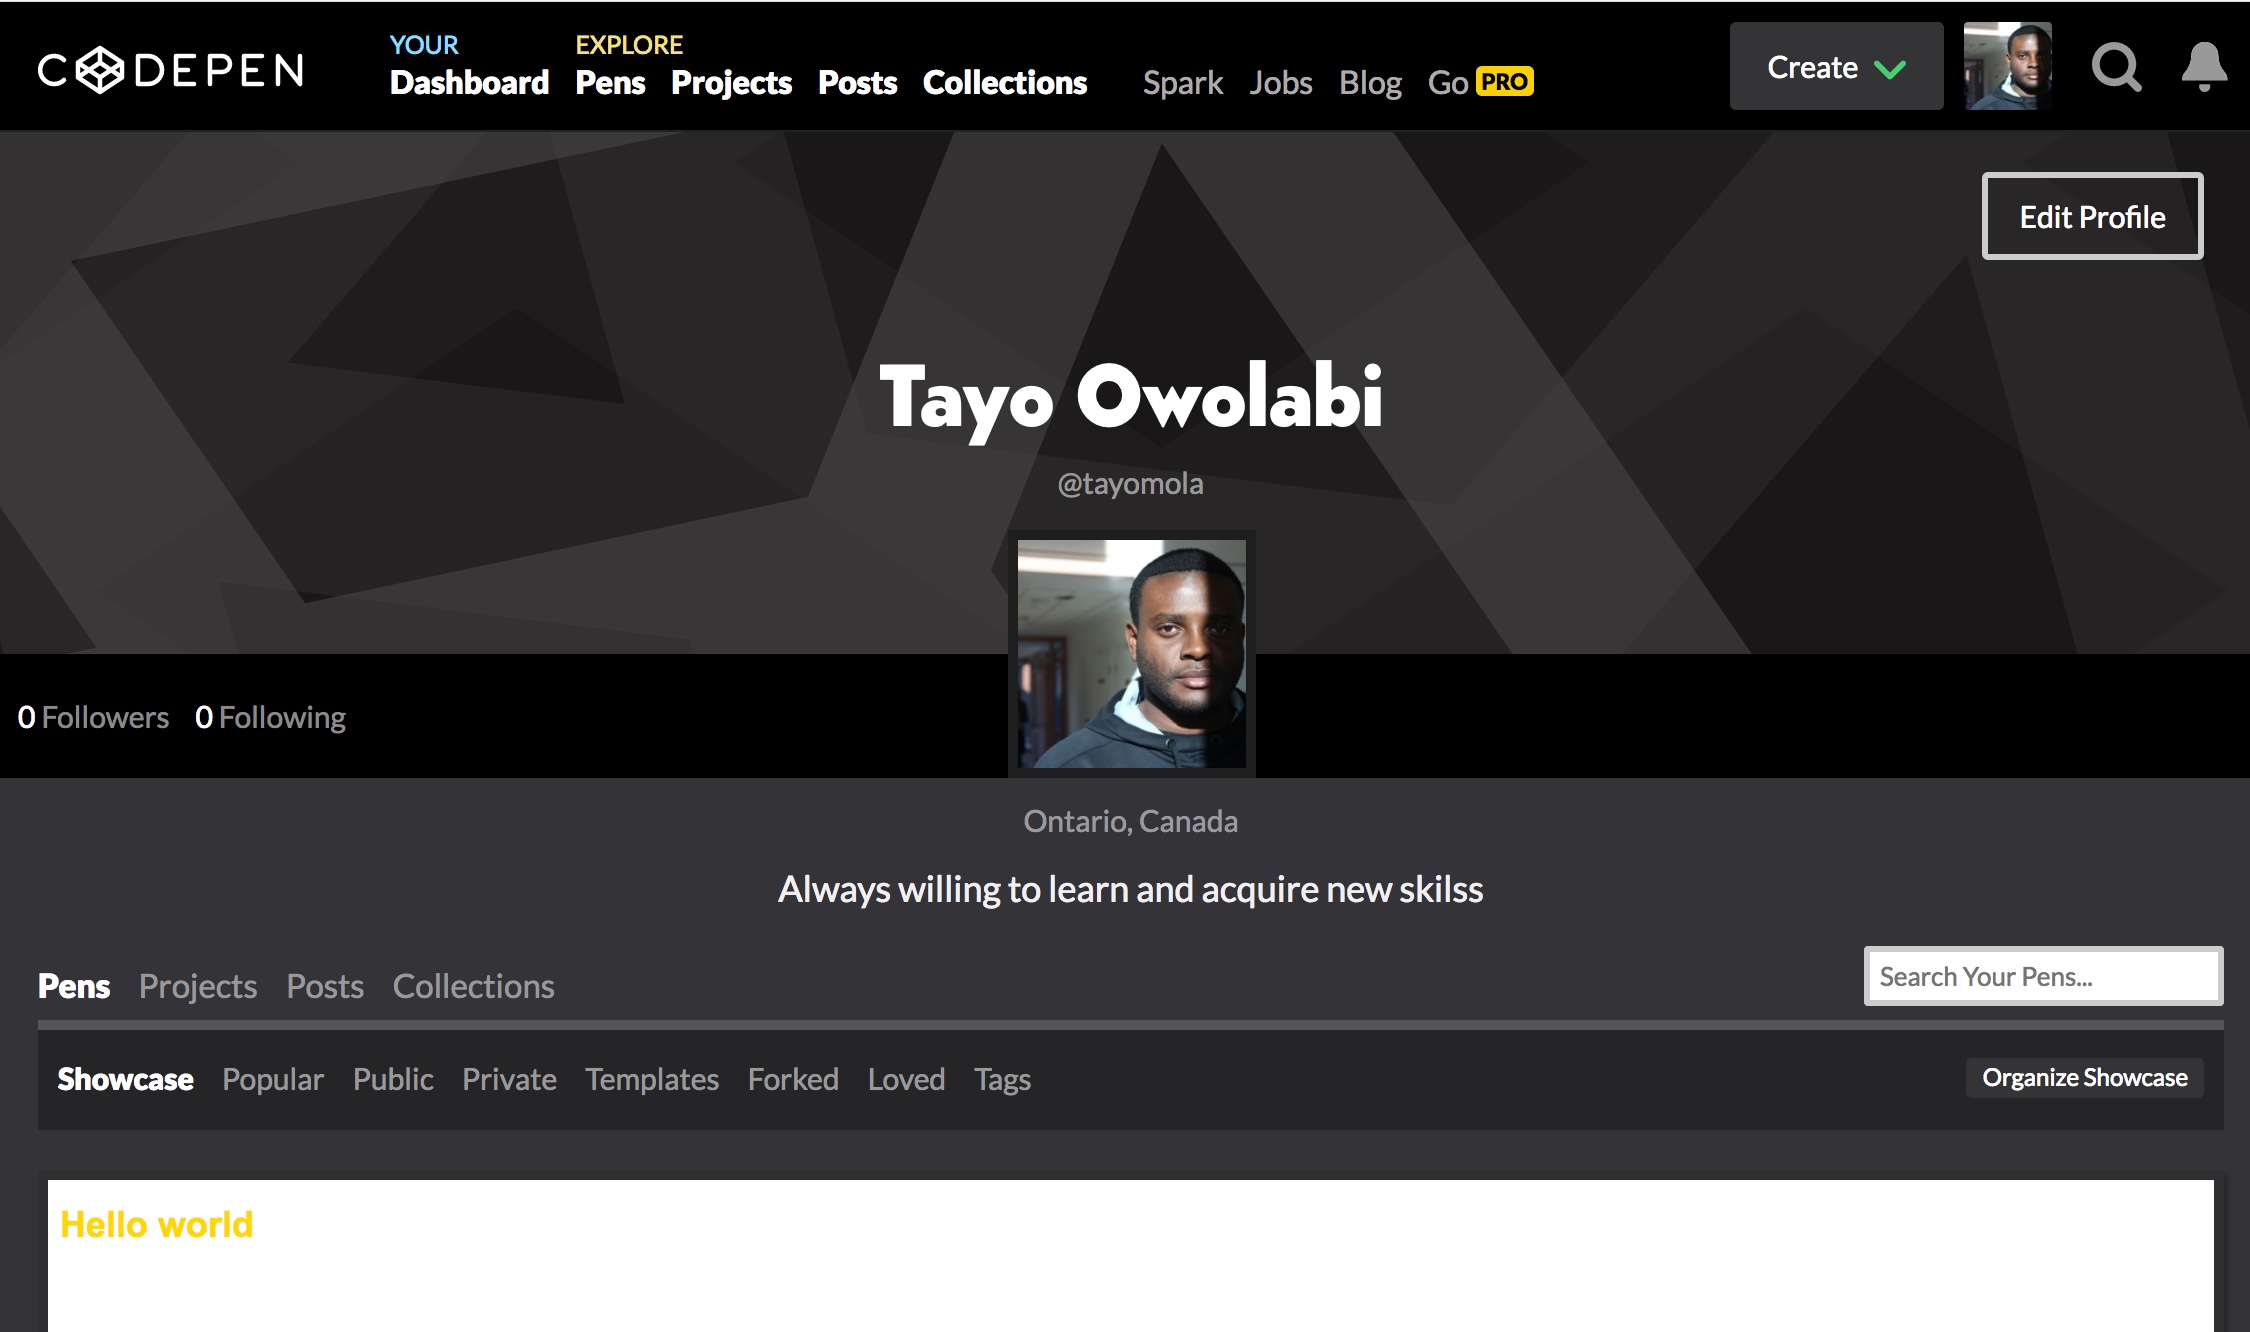 CODEPEN
YOUR
Dashboard
EXPLORE
Pens Projects Posts Collections
Spark Jobs Blog Go PRO
Create
Edit Profile
Tayo Owolabi
@tayomola
0 Followers 0 Following
Ontario, Canada
Always willing to learn and acquire new skilss
Pens Projects Posts Collections
Search Your Pens...
Showcase Popular Public Private Templates Forked Loved Tags
Organize Showcase
Hello world